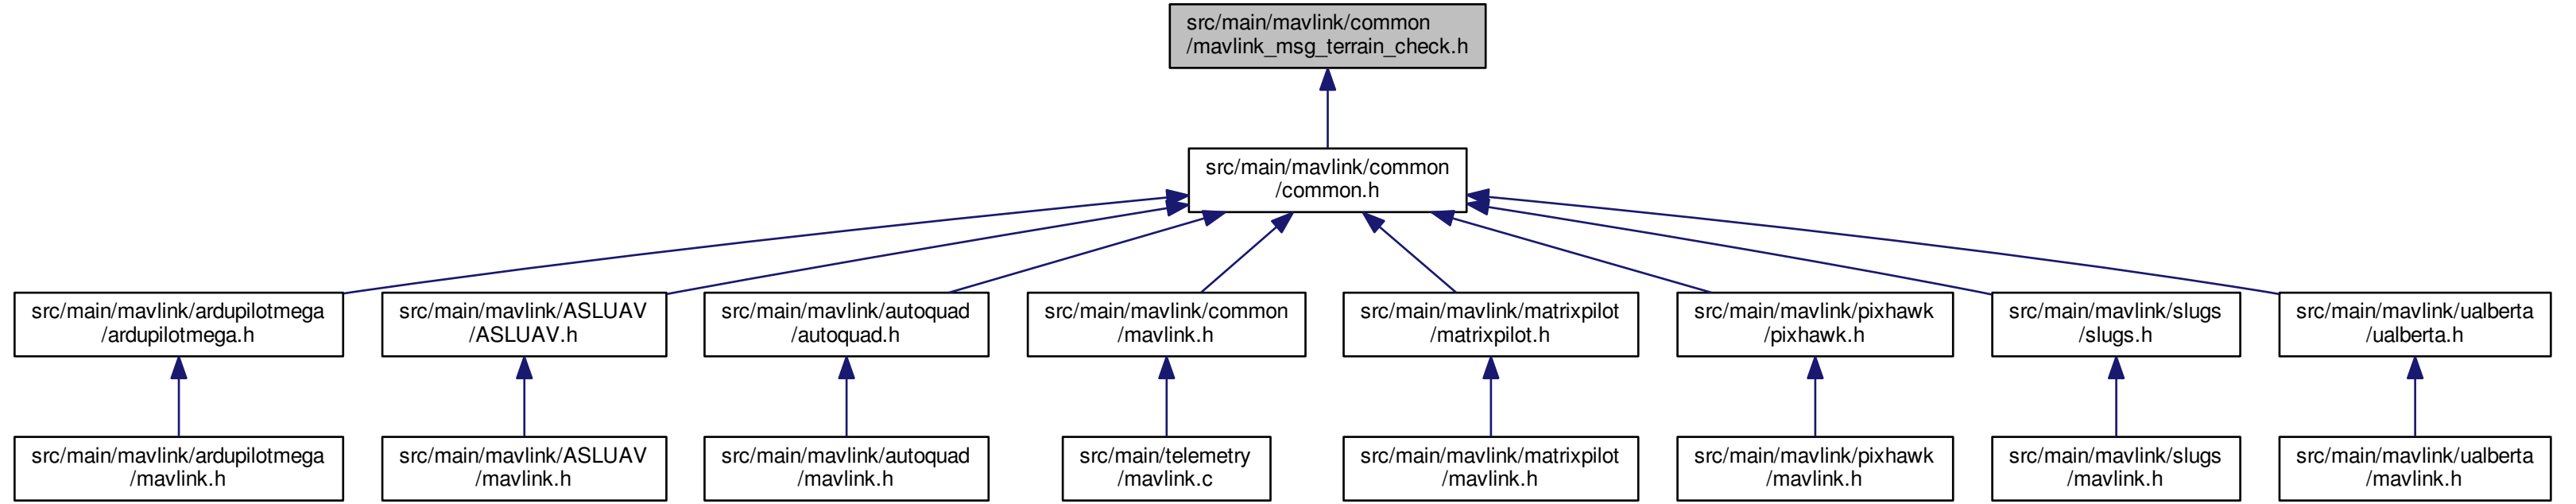 src/main/mavlink/common
/mavlink_msg_terrain_check.h
src/main/mavlink/common
/common.h
src/main/mavlink/ardupilotmega
/ardupilotmega.h
src/main/mavlink/ASLUAV
/ASLUAV.h
src/main/mavlink/autoquad
/autoquad.h
src/main/mavlink/common
/mavlink.h
src/main/mavlink/matrixpilot
/matrixpilot.h
src/main/mavlink/pixhawk
/pixhawk.h
src/main/mavlink/slugs
/slugs.h
src/main/mavlink/ualberta
/ualberta.h
src/main/mavlink/ardupilotmega
/mavlink.h
src/main/mavlink/ASLUAV
/mavlink.h
src/main/mavlink/autoquad
/mavlink.h
src/main/telemetry
/mavlink.c
src/main/mavlink/matrixpilot
/mavlink.h
src/main/mavlink/pixhawk
/mavlink.h
src/main/mavlink/slugs
/mavlink.h
src/main/mavlink/ualberta
/mavlink.h